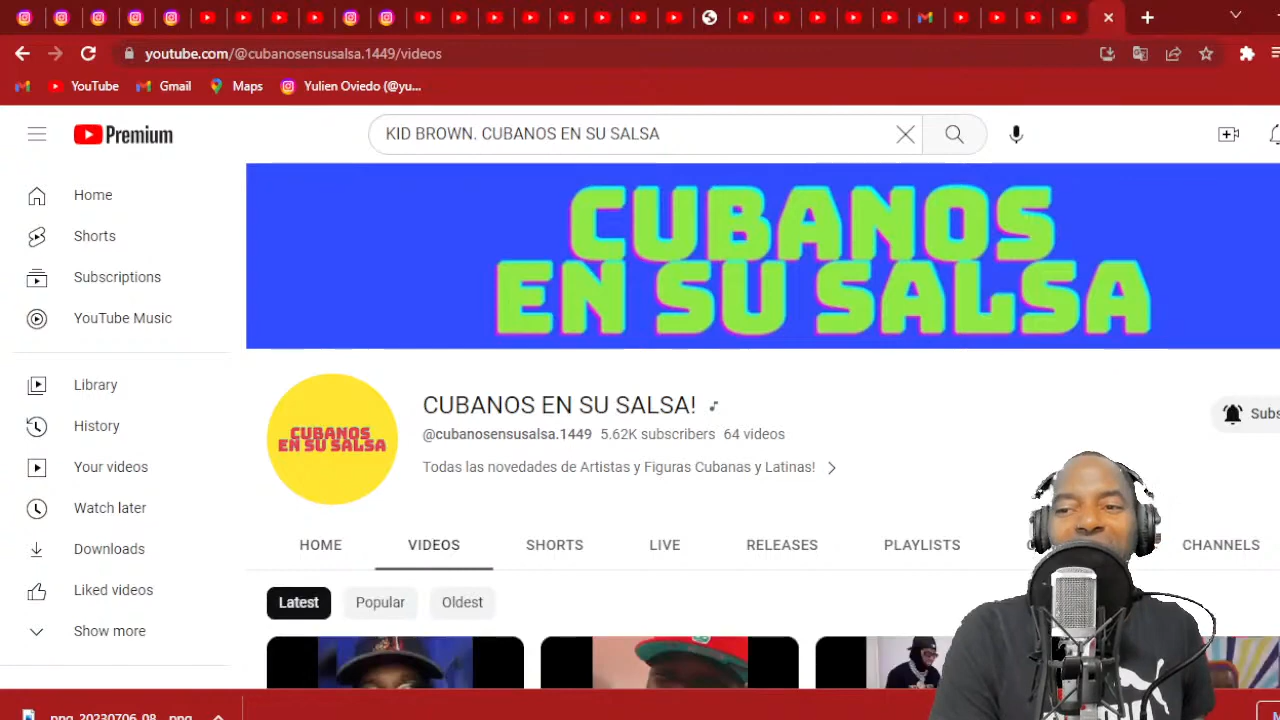 youtube.com/@cubanosensusalsa.1449/videos
YouTube Gmail Maps Yulien Oviedo (@yu...
Premium
KID BROWN. CUBANOS EN SU SALSA
Home
Shorts
Subscriptions
YouTube Music
Library
History
Your videos
Watch later
Downloads
Liked videos
Show more
CUBANOS
EN SU SALSA
CUBANOS
EN SU SALSA
CUBANOS EN SU SALSA!
@cubanosensusalsa.1449 5.62K subscribers 64 videos
Todas las novedades de Artistas y Figuras Cubanas y Latinas!
Subs
HOME VIDEOS SHORTS LIVE RELEASES PLAYLISTS CHANNELS
Latest Popular Oldest